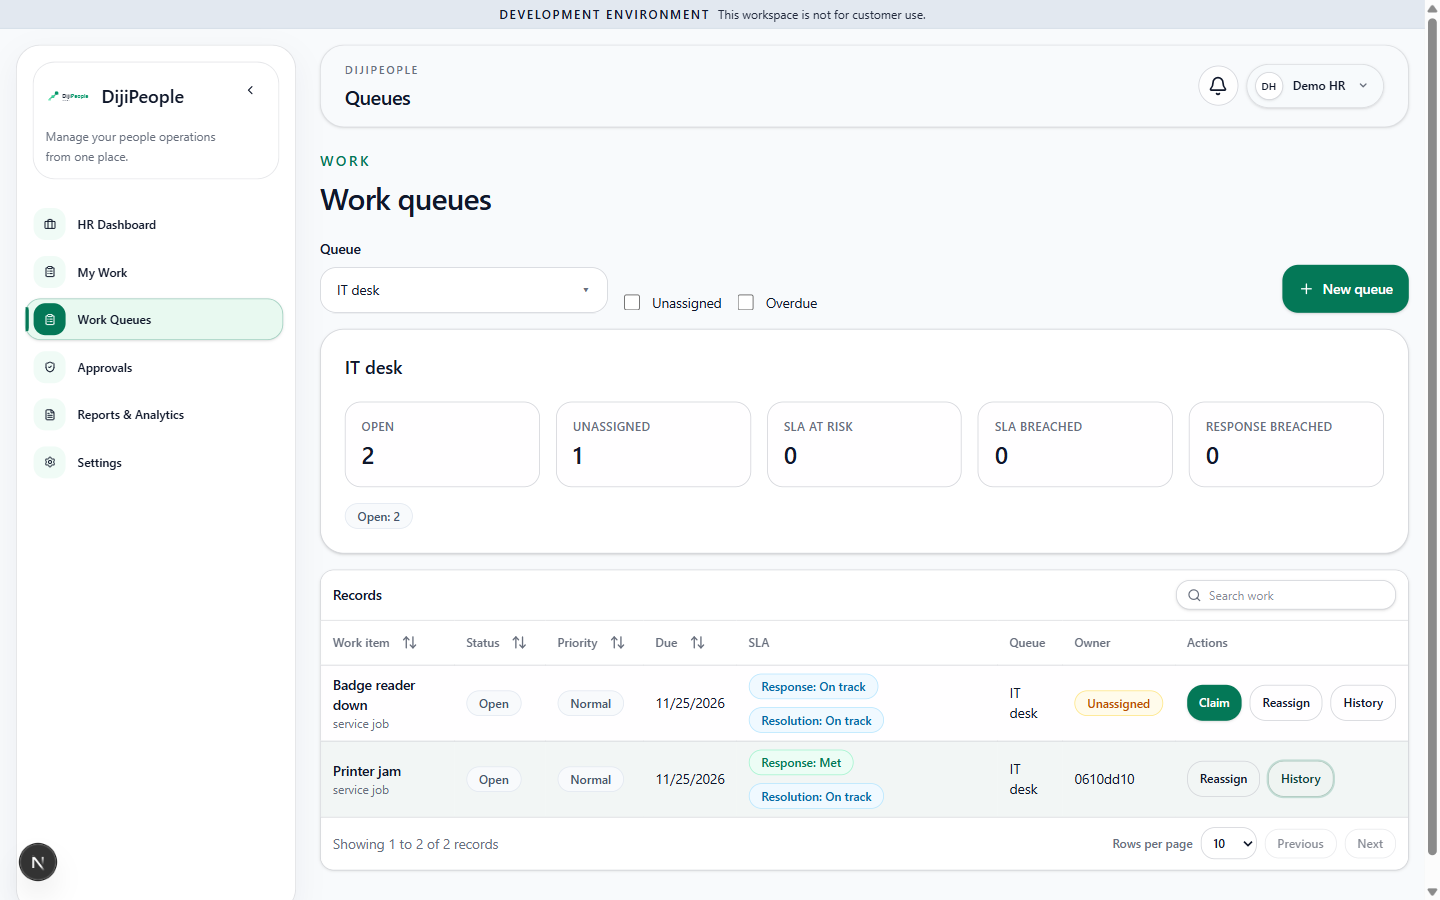 DEVELOPMENT ENVIRONMENT This workspace is not for customer use.
DijiPeople
DijiPeople
Manage your people operations
from one place.
HR Dashboard
My Work
Work Queues
Approvals
Reports & Analytics
Settings
N
DIJIPEOPLE
Queues
DH Demo HR
WORK
Work queues
Queue
IT desk
Unassigned
Overdue
New queue
IT desk
OPEN
2
UNASSIGNED
1
SLA AT RISK
0
SLA BREACHED
0
RESPONSE BREACHED
0
Open: 2
Records
Search work
Work item Status Priority Due SLA Queue Owner Actions
Badge reader
down
service job
Open
Normal
11/25/2026
Response: On track
Resolution: On track
IT
desk
Unassigned
Claim Reassign History
Printer jam
service job
Open
Normal
11/25/2026
Response: Met
Resolution: On track
IT
desk
0610dd10
Reassign History
Showing 1 to 2 of 2 records
Rows per page 10 Previous Next